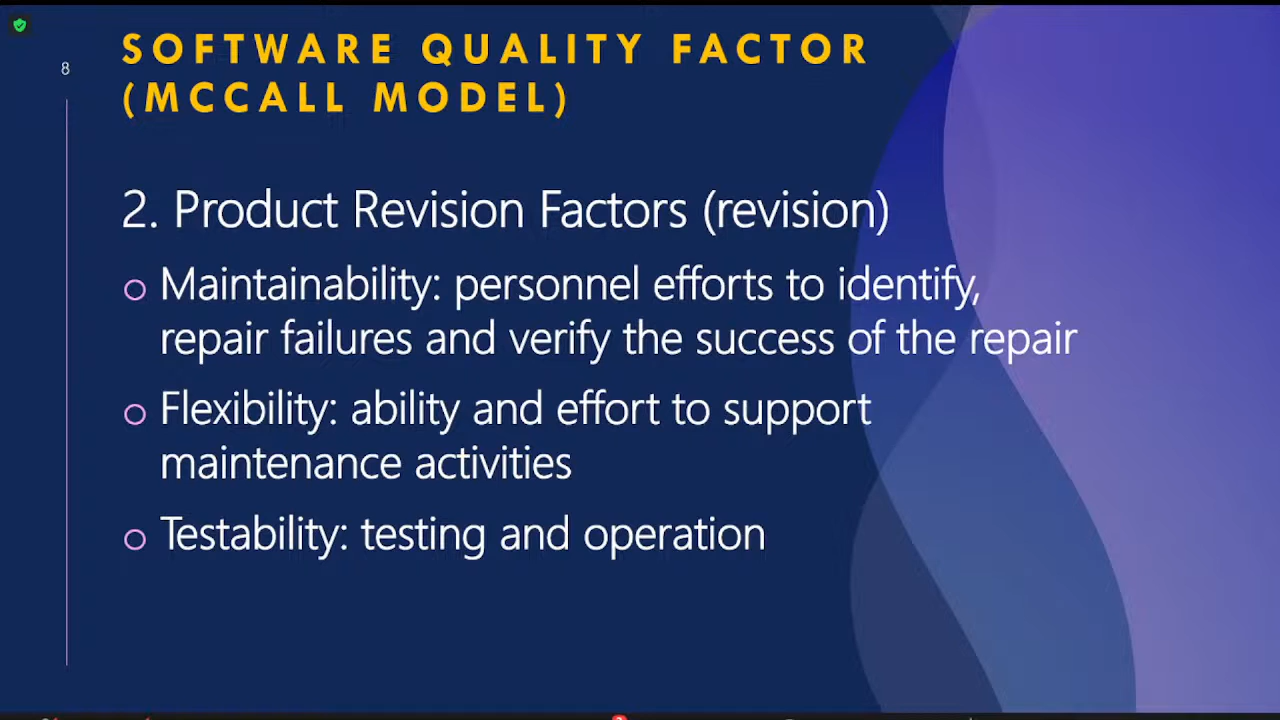 8
SOFTWARE QUALITY FACTOR
(MCCALL MODEL)
2. Product Revision Factors (revision)
Maintainability: personnel efforts to identify,
repair failures and verify the success of the repair
Flexibility: ability and effort to support
maintenance activities
Testability: testing and operation